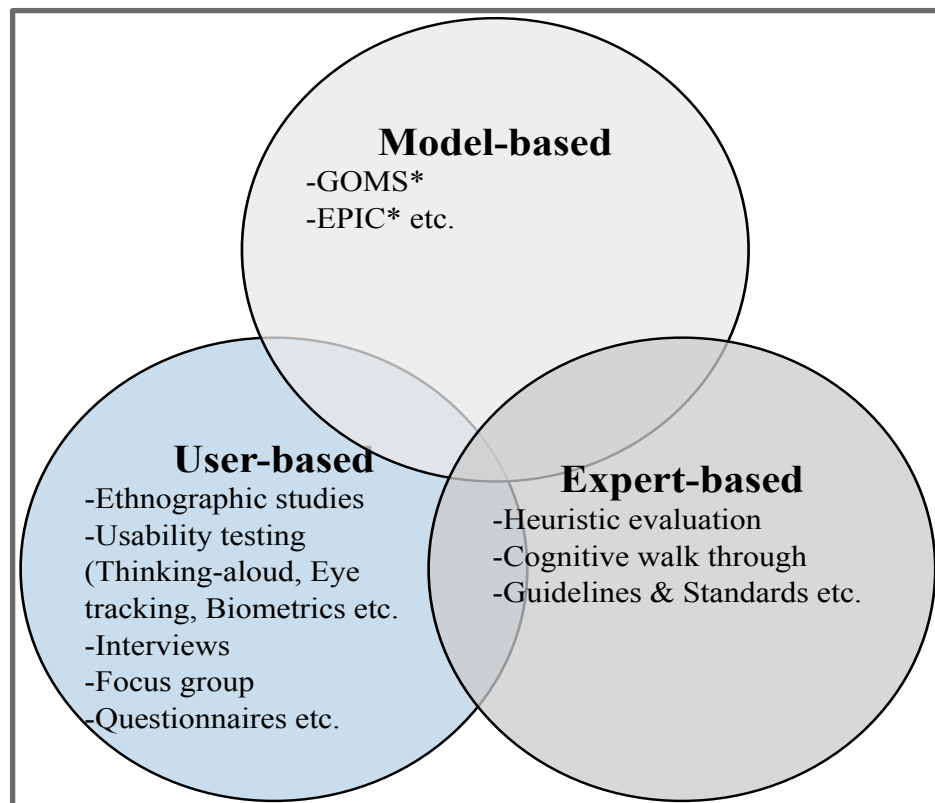 Model-based
-GOMS*
-EPIC* etc.
User-based
-Ethnographic studies
-Usability testing
(Thinking-aloud, Eye
tracking, Biometrics etc.
-Interviews
-Focus group
-Questionnaires etc.
Expert-based
-Heuristic evaluation
-Cognitive walk through
-Guidelines & Standards etc.